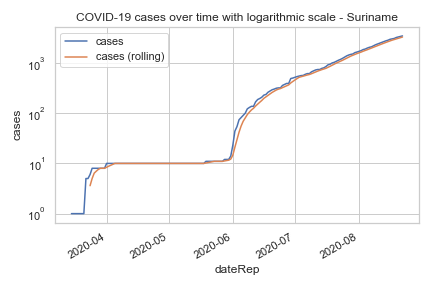 COVID-19 cases over time with logarithmic scale - Suriname
cases
cases (rolling)
10³
10²
10¹
10⁰
cases
2020-04
2020-05
2020-06
2020-07
2020-08
dateRep